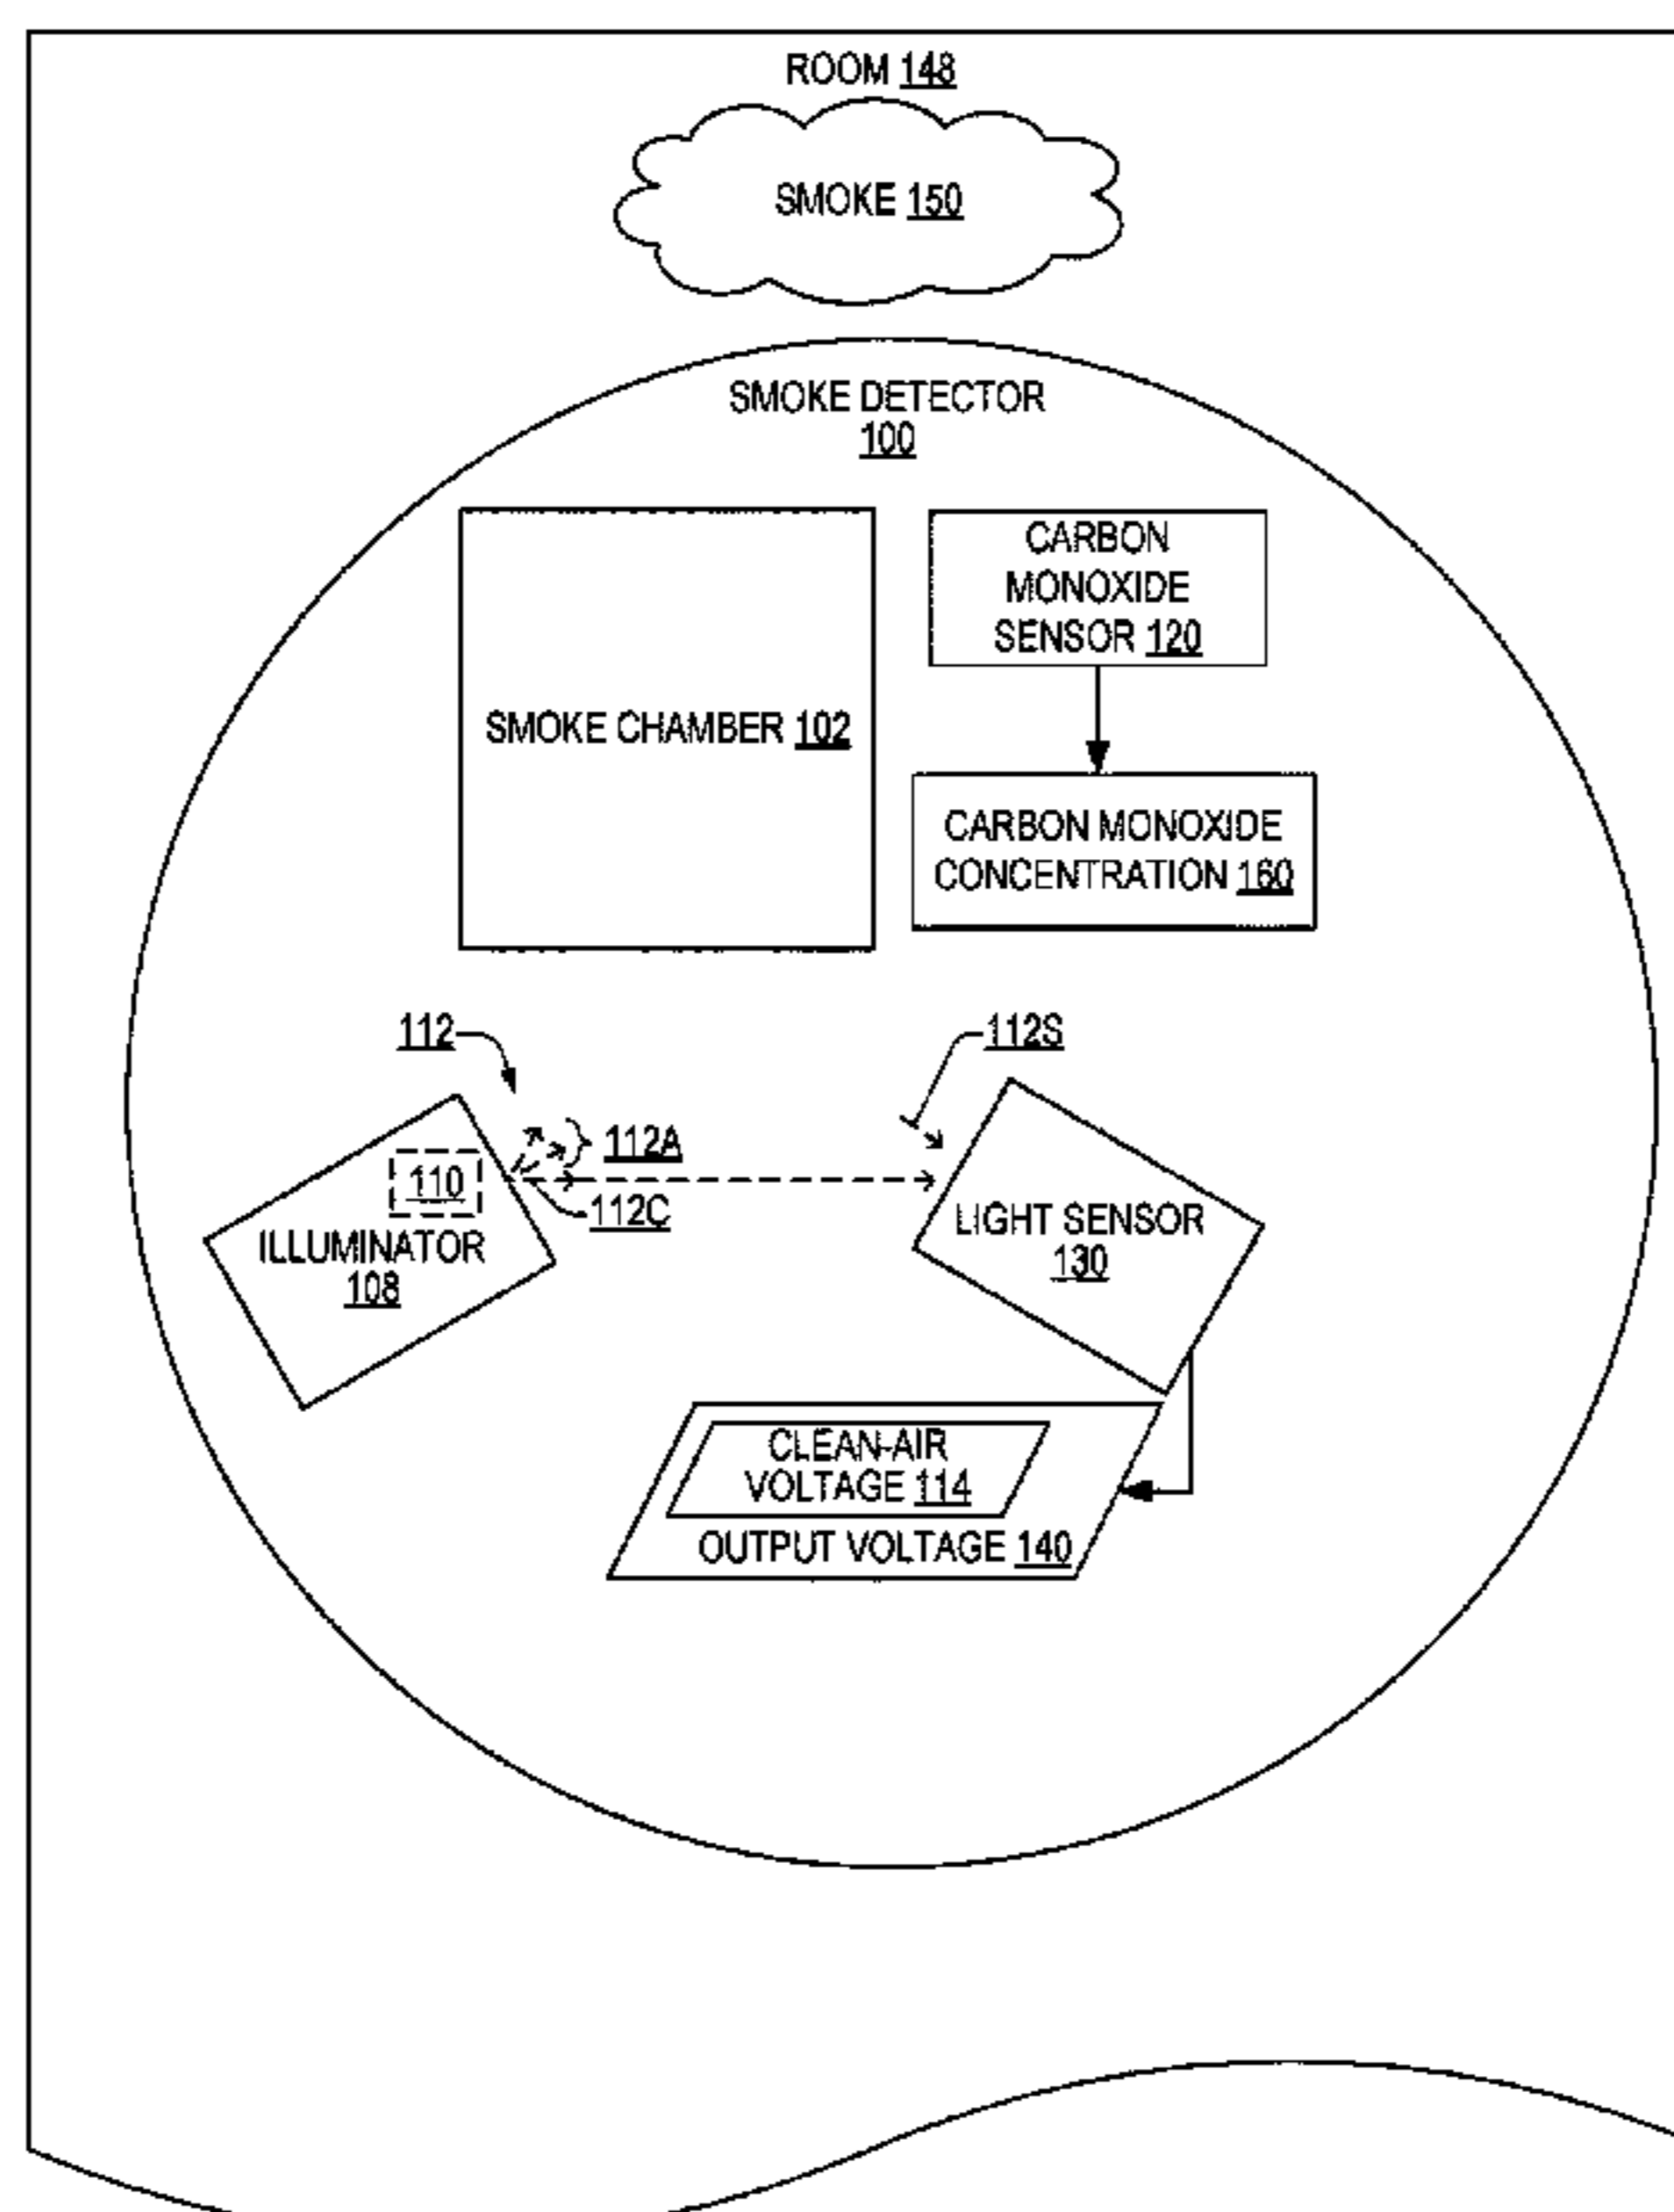 ROOM 148
SMOKE 150
SMOKE DETECTOR
100
CARBON
MONOXIDE
SENSOR 120
SMOKE CHAMBER 102
CARBON MONOXIDE
CONCENTRATION 160
112
112S
112A
110
112C
ILLUMINATOR
108
LIGHT SENSOR
130
CLEAN-AIR
VOLTAGE 114
OUTPUT VOLTAGE 140